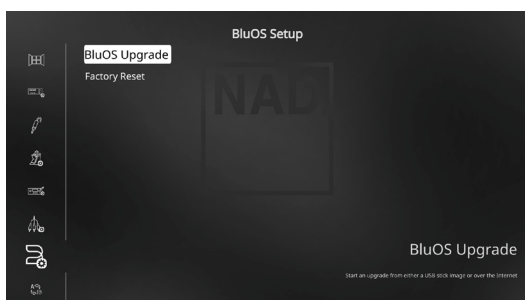 BluOS Setup
BluOS Upgrade
Factory Reset
NAD
BluOS Upgrade
Start an upgrade from either a USB stick image or over the Internet